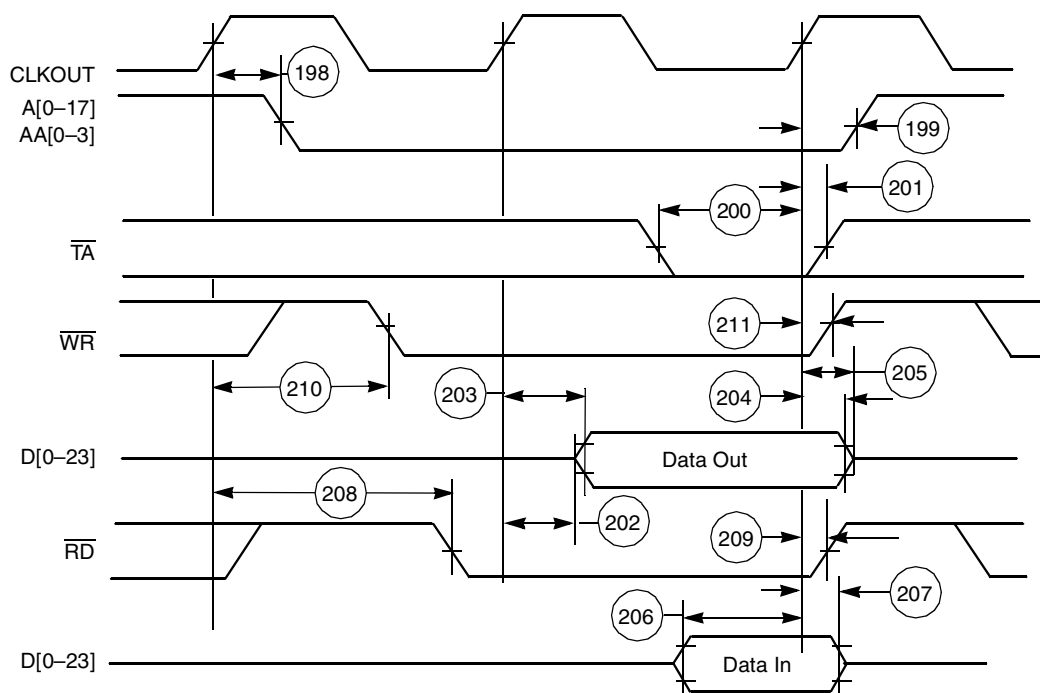 CLKOUT
198
A[0–17]
AA[0–3]
199
201
200
TA
211
WR
210
203
204
205
D[0–23]
Data Out
208
202
209
RD
206
207
D[0–23]
Data In